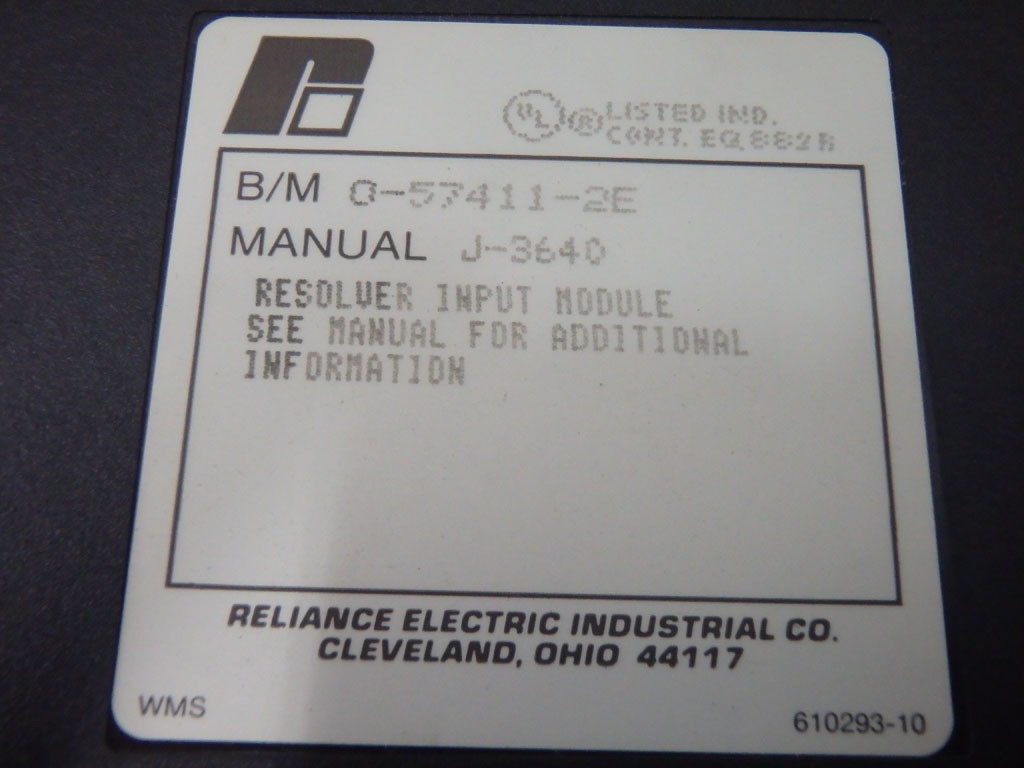 UL ® LISTED IND.
CONT. EQ.882R
B/M 0-57411-2E
MANUAL J-3640
RESOLVER INPUT MODULE
SEE MANUAL FOR ADDITIONAL
INFORMATION
RELIANCE ELECTRIC INDUSTRIAL CO.
CLEVELAND, OHIO 44117
WMS
610293-10